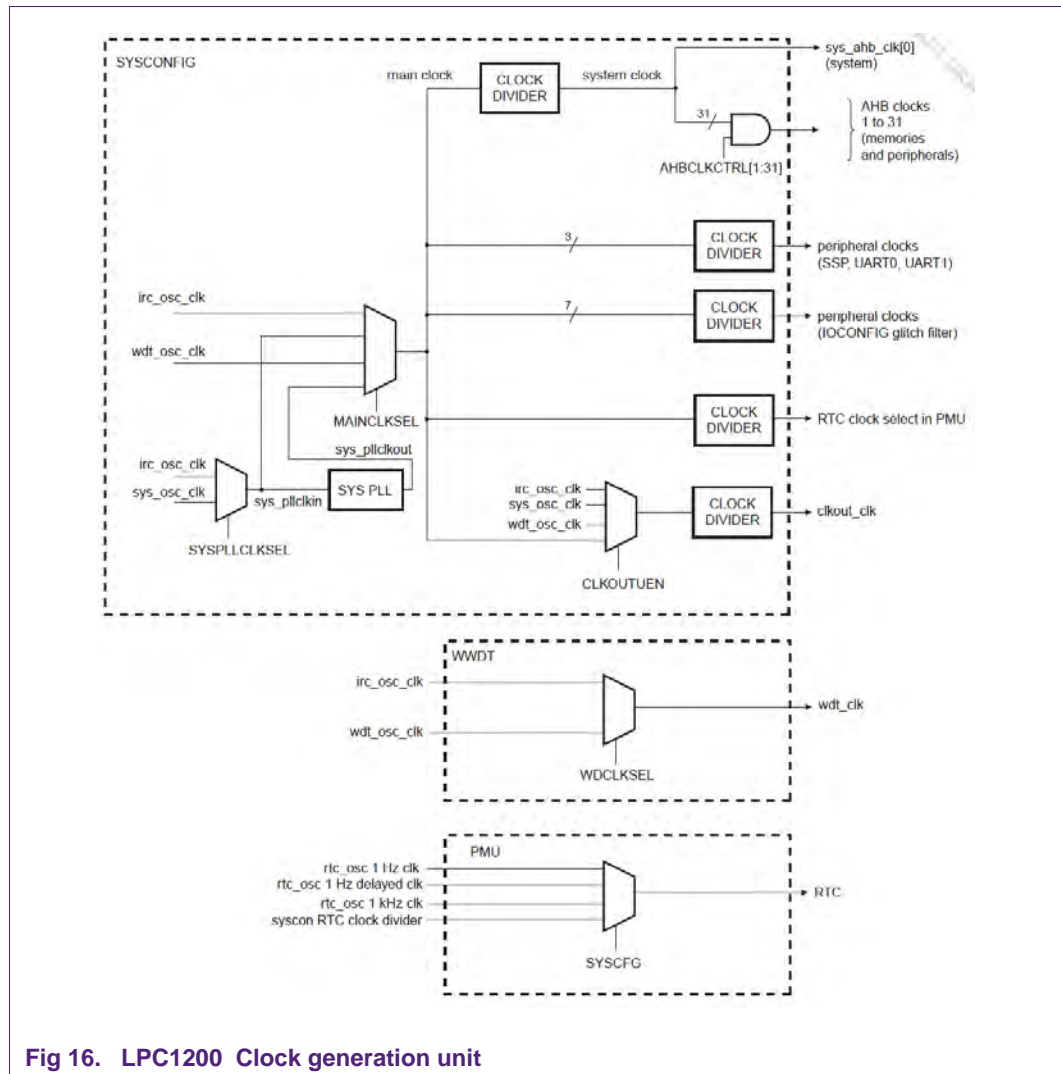 SYSCONFIG
main clock
CLOCK
DIVIDER
system clock
sys_ahb_clk[0]
(system)
31
AHBCLKCTRL[1:31]
AHB clocks
1 to 31
(memories
and peripherals)
3
CLOCK
DIVIDER
peripheral clocks
(SSP, UART0, UART1)
irc_osc_clk
wdt_osc_clk
7
CLOCK
DIVIDER
peripheral clocks
(IOCONFIG glitch filter)
MAINCLKSEL
CLOCK
DIVIDER
RTC clock select in PMU
sys_pllclkout
irc_osc_clk
sys_osc_clk
sys_pllclkin
SYS PLL
SYSPLLCLKSEL
irc_osc_clk
sys_osc_clk
wdt_osc_clk
CLOCK
DIVIDER
clkout_clk
CLKOUTUEN
WWDT
irc_osc_clk
wdt_osc_clk
wdt_clk
WDCLKSEL
PMU
rtc_osc 1 Hz clk
rtc_osc 1 Hz delayed clk
rtc_osc 1 kHz clk
syscon RTC clock divider
RTC
SYSCFG
Fig 16. LPC1200 Clock generation unit